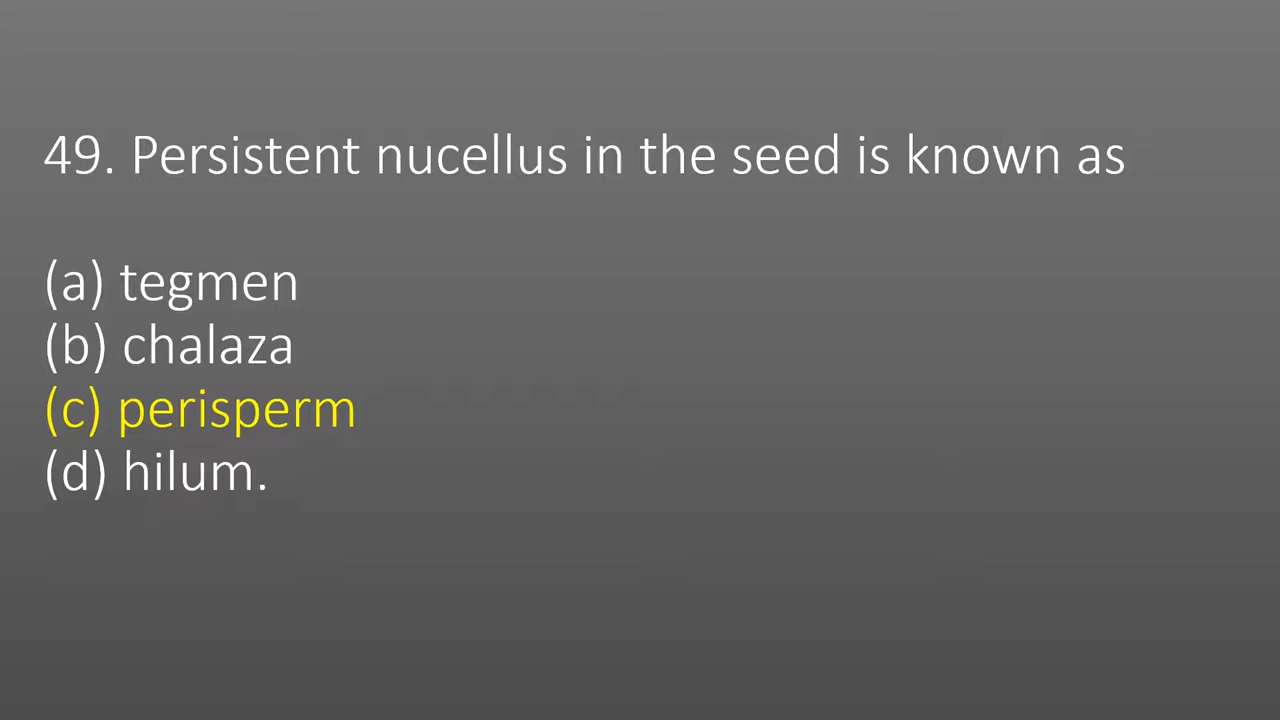 49. Persistent nucellus in the seed is known as
(a) tegmen
(b) chalaza
(c) perisperm
(d) hilum.